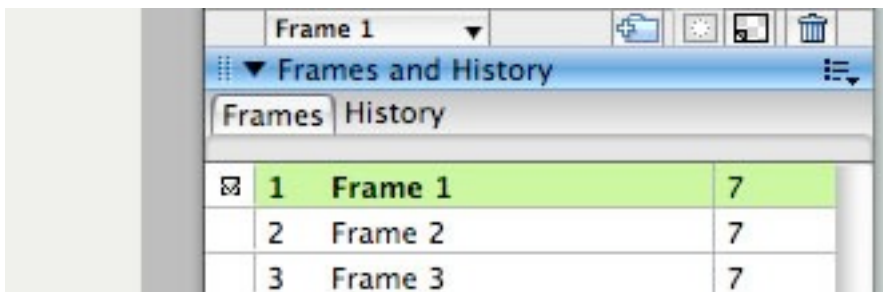 Frame 1
Frames and History
Frames History
1 Frame 1 7
2 Frame 2 7
3 Frame 3 7